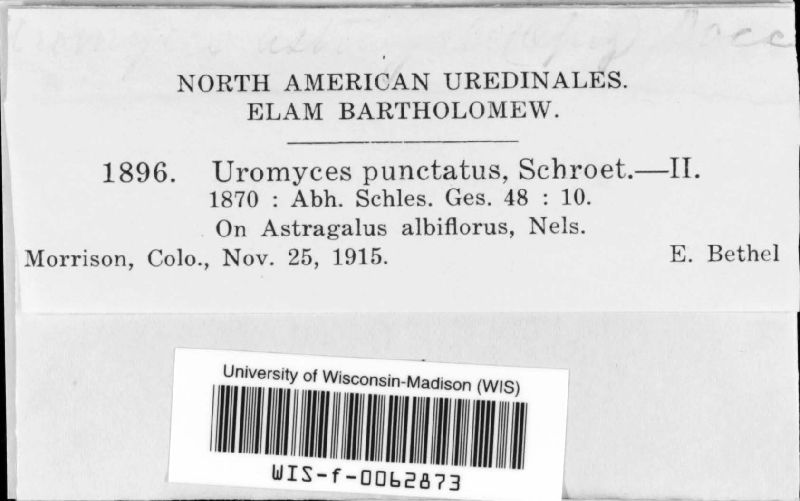 NORTH AMERICAN UREDINALES.
ELAM BARTHOLOMEW.
1896. Uromyces punctatus, Schroet.—II.
1870 : Abh. Schles. Ges. 48 : 10.
On Astragalus albiflorus, Nels.
Morrison, Colo., Nov. 25, 1915. E. Bethel
University of Wisconsin-Madison (WIS)
WIS-f-0062873